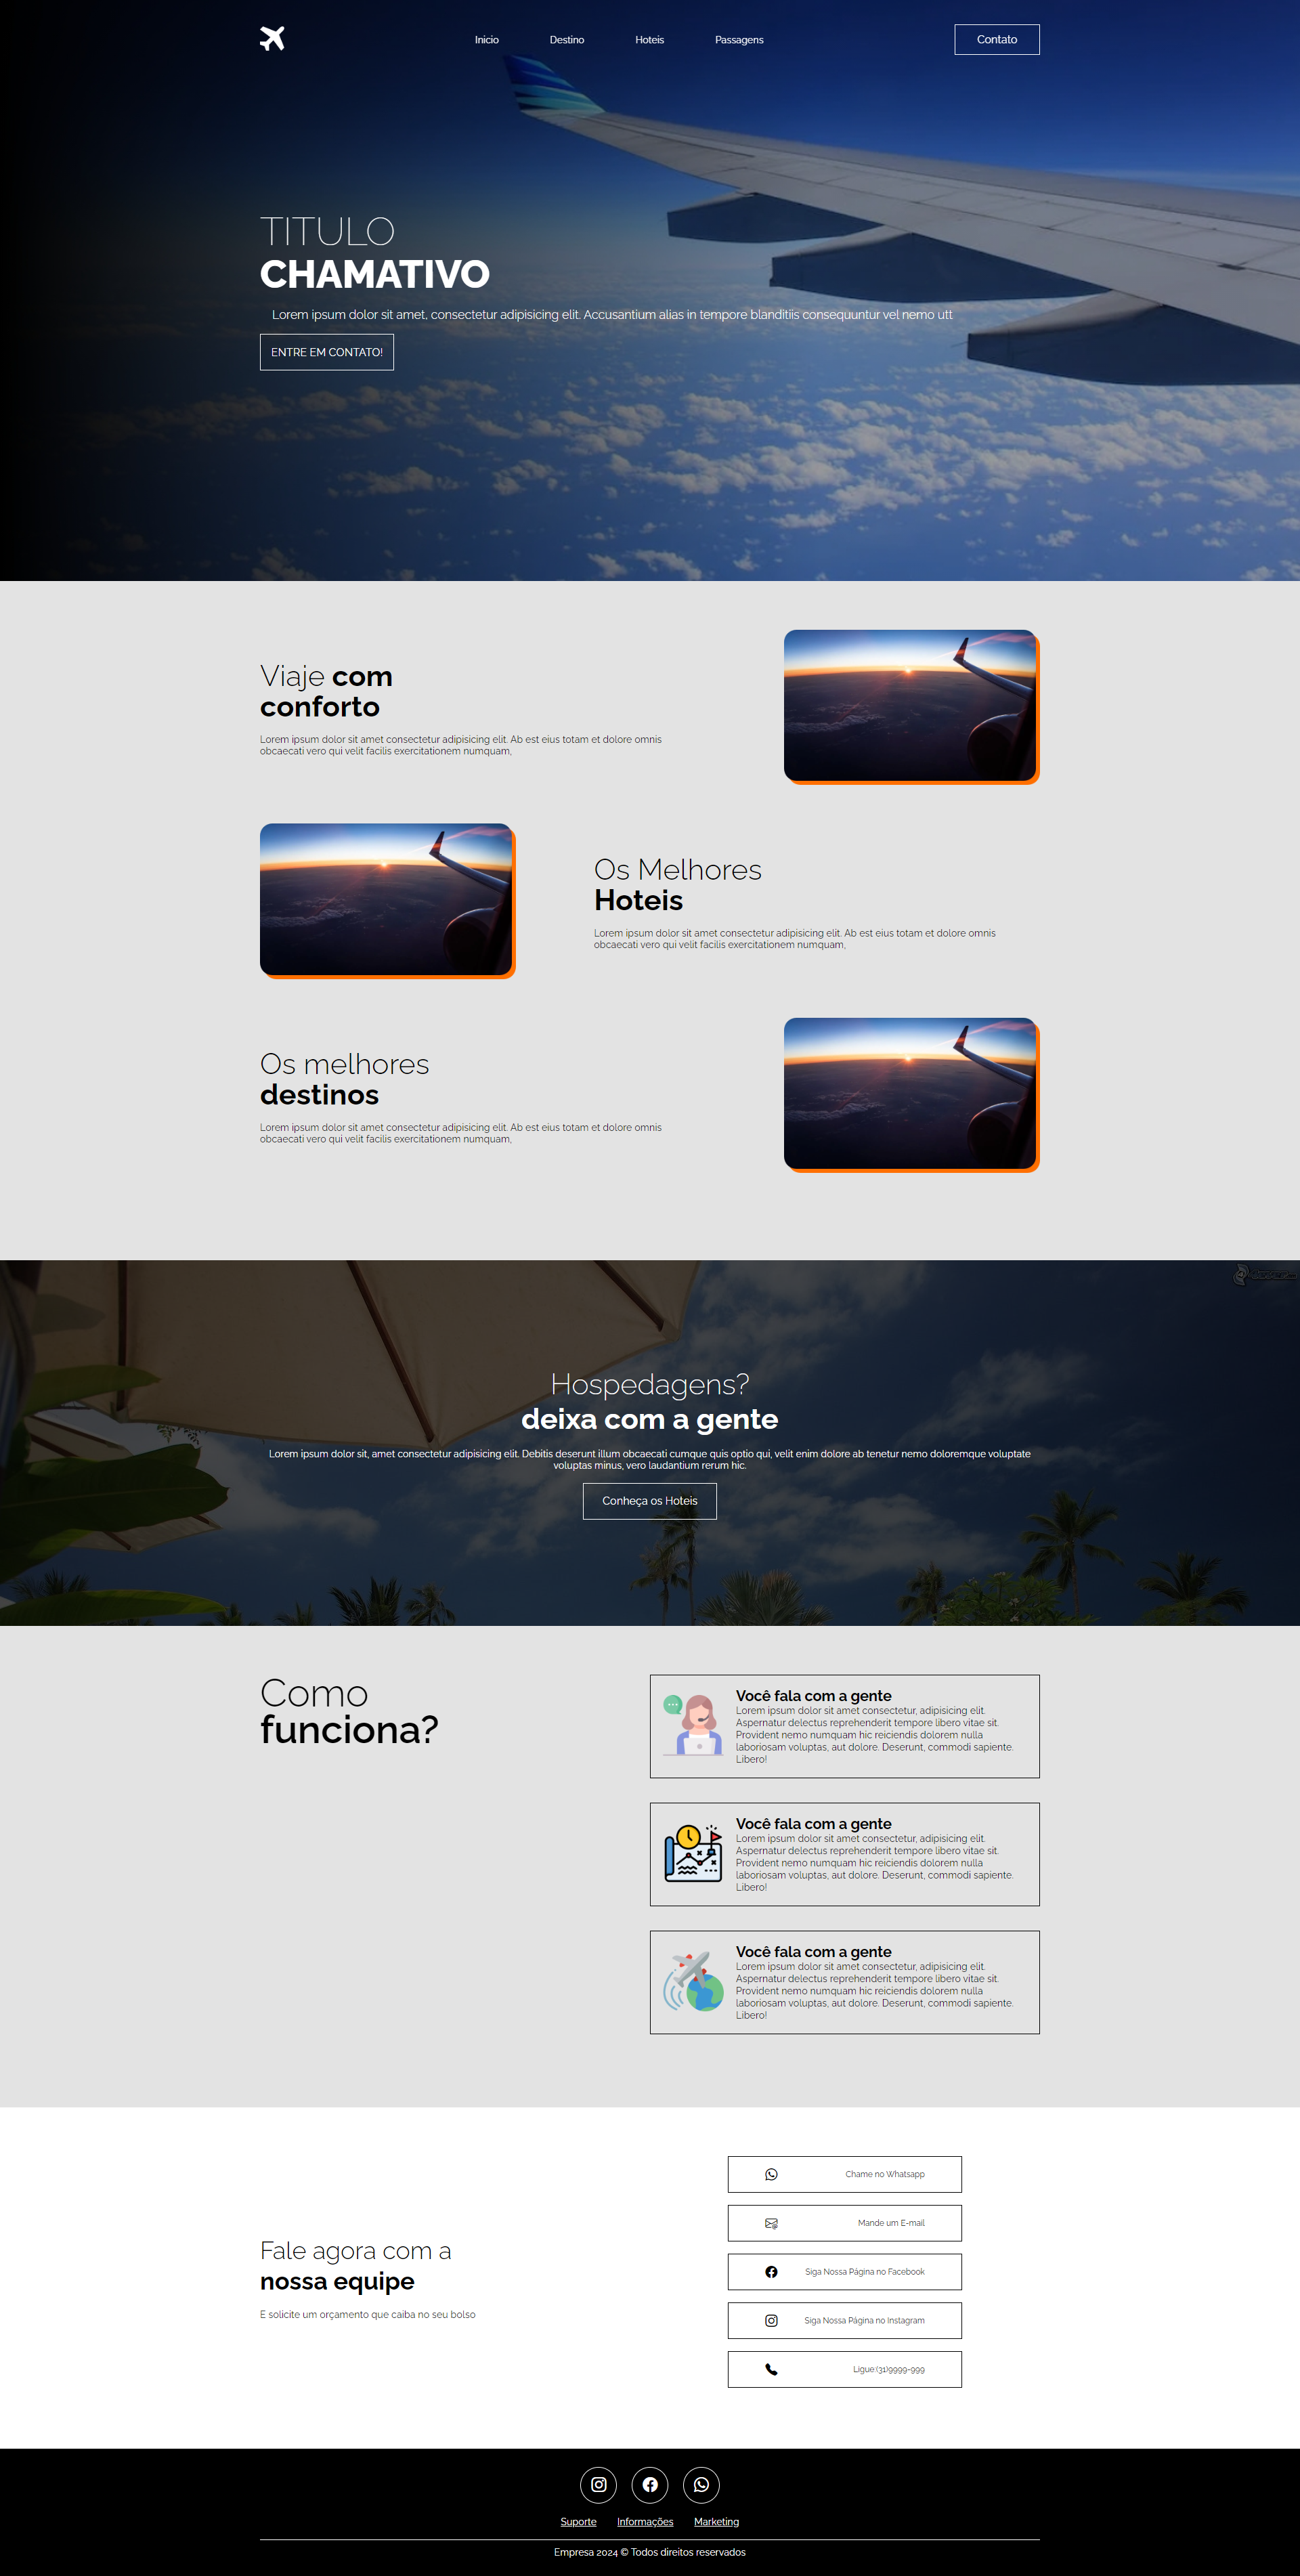 Inicio Destino Hoteis Passagens Contato
TITULO
CHAMATIVO
Lorem ipsum dolor sit amet, consectetur adipisicing elit. Accusantium alias in tempore blanditiis consequuntur vel nemo utt
ENTRE EM CONTATO!
Viaje com
conforto
Lorem ipsum dolor sit amet consectetur adipisicing elit. Ab est eius totam et dolore omnis
obcaecati vero qui velit facilis exercitationem numquam,
Os Melhores
Hoteis
Lorem ipsum dolor sit amet consectetur adipisicing elit. Ab est eius totam et dolore omnis
obcaecati vero qui velit facilis exercitationem numquam,
Os melhores
destinos
Lorem ipsum dolor sit amet consectetur adipisicing elit. Ab est eius totam et dolore omnis
obcaecati vero qui velit facilis exercitationem numquam,
Hospedagens?
deixa com a gente
Lorem ipsum dolor sit, amet consectetur adipisicing elit. Debitis deserunt illum obcaecati cumque quis optio qui, velit enim dolore ab tenetur nemo doloremque voluptate
voluptas minus, vero laudantium rerum hic.
Conheça os Hoteis
Como
funciona?
Você fala com a gente
Lorem ipsum dolor sit amet consectetur, adipisicing elit.
Aspernatur delectus reprehenderit tempore libero vitae sit.
Provident nemo numquam hic reiciendis dolorem nulla
laboriosam voluptas, aut dolore. Deserunt, commodi sapiente.
Libero!
Você fala com a gente
Lorem ipsum dolor sit amet consectetur, adipisicing elit.
Aspernatur delectus reprehenderit tempore libero vitae sit.
Provident nemo numquam hic reiciendis dolorem nulla
laboriosam voluptas, aut dolore. Deserunt, commodi sapiente.
Libero!
Você fala com a gente
Lorem ipsum dolor sit amet consectetur, adipisicing elit.
Aspernatur delectus reprehenderit tempore libero vitae sit.
Provident nemo numquam hic reiciendis dolorem nulla
laboriosam voluptas, aut dolore. Deserunt, commodi sapiente.
Libero!
Fale agora com a
nossa equipe
E solicite um orçamento que caiba no seu bolso
Chame no Whatsapp
Mande um E-mail
Siga Nossa Página no Facebook
Siga Nossa Página no Instagram
Ligue:(31)9999-999
Suporte Informações Marketing
Empresa 2024 © Todos direitos reservados